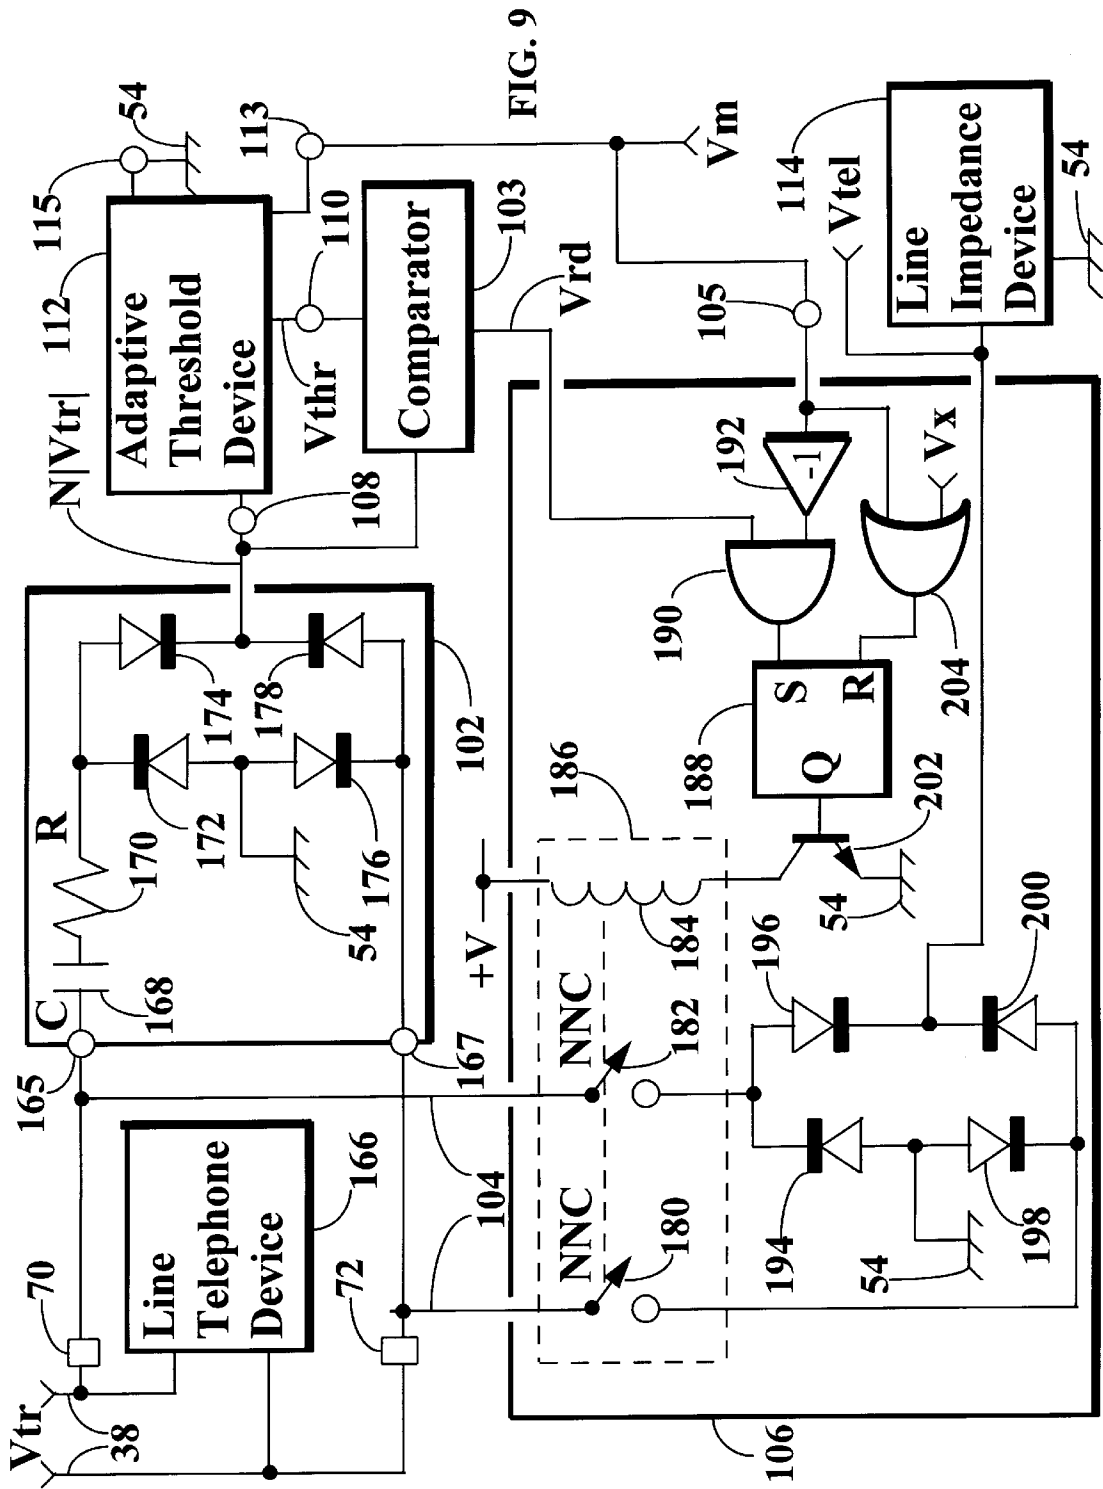 FIG. 9
Vtr
38
70
72
Line
Telephone
Device
166
165
167
C
168
R
170
172
174
176
178
54
102
104
N|Vtr|
108
Adaptive
Threshold
Device
112
115
54
113
Vthr
110
Comparator
103
Vrd
Vm
105
Vtel
114
Line
Impedance
Device
54
+V
NNC
NNC
180
182
184
186
188
Q
S
R
190
192
-1
Vx
204
202
54
194
196
198
200
54
106